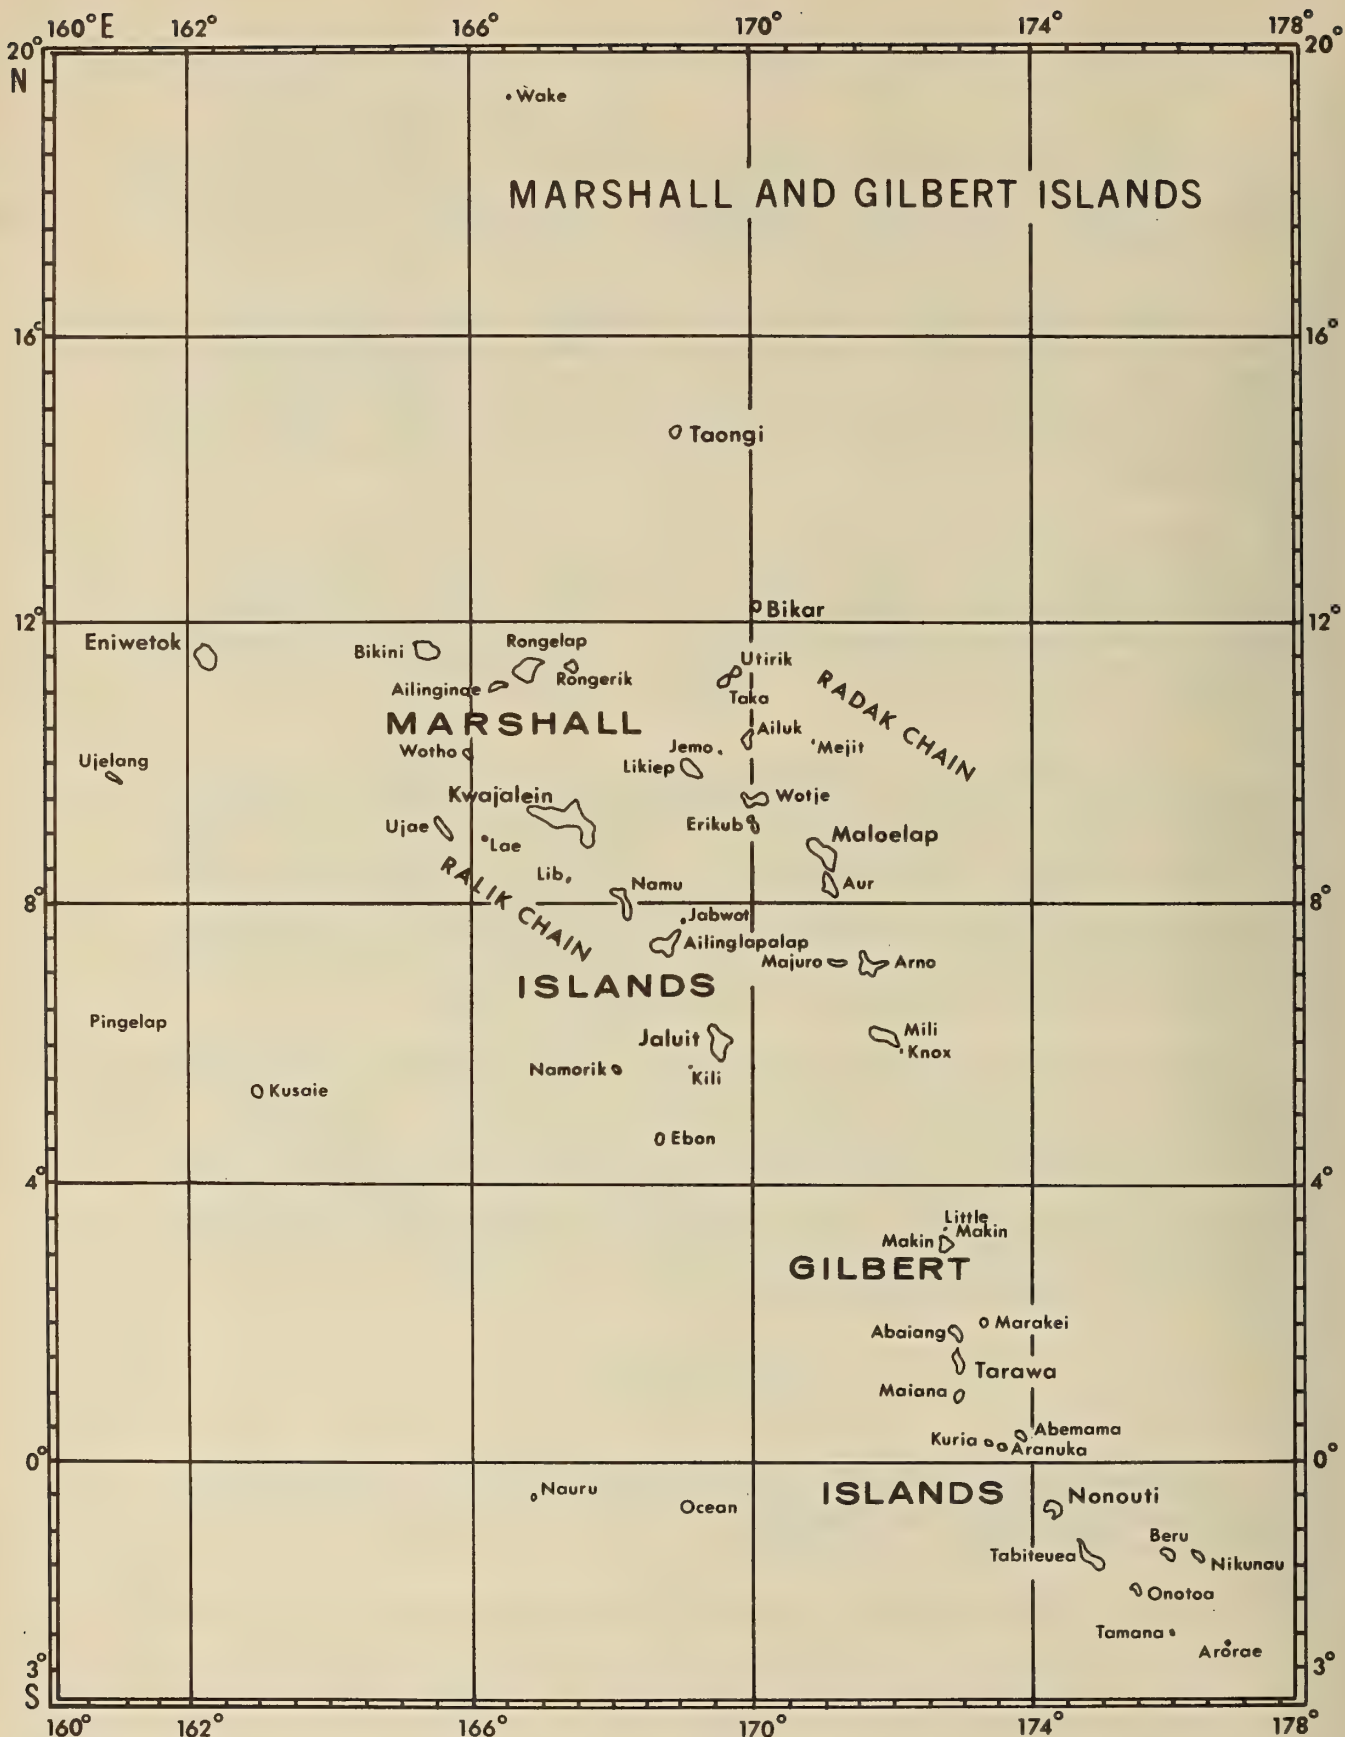 160° E 162° 166° 170° 174° 178°
20° 20°
N
Wake
MARSHALL AND GILBERT ISLANDS
16° 16°
Taongi
12° 12°
Bikar
Eniwetok
Bikini
Rongelap
Utirik
Rongerik
Ailinginae
Taka
RADAK CHAIN
MARSHALL
Ailuk
Jemo
Mejit
Wotho
Ujelang
Likiep
Kwajalein
Wotje
Ujae
Erikub
Lae
Maloelap
RALIK CHAIN
Lib
Namu
Aur
8° 8°
Jabwot
Ailinglapalap
Majuro
Arno
ISLANDS
Pingelap
Jaluit
Mili
Knox
Namorik
Kili
Kusaie
Ebon
4° 4°
Little
Makin
Makin
GILBERT
Abaiang
Marakei
Tarawa
Maiana
Abemama
Kuria
Aranuka
0° 0°
Nauru
Ocean
ISLANDS
Nonouti
Beru
Tabiteuea
Nikunau
Onotoa
Tamana
Arorae
3° 3°
S
160° 162° 166° 170° 174° 178°